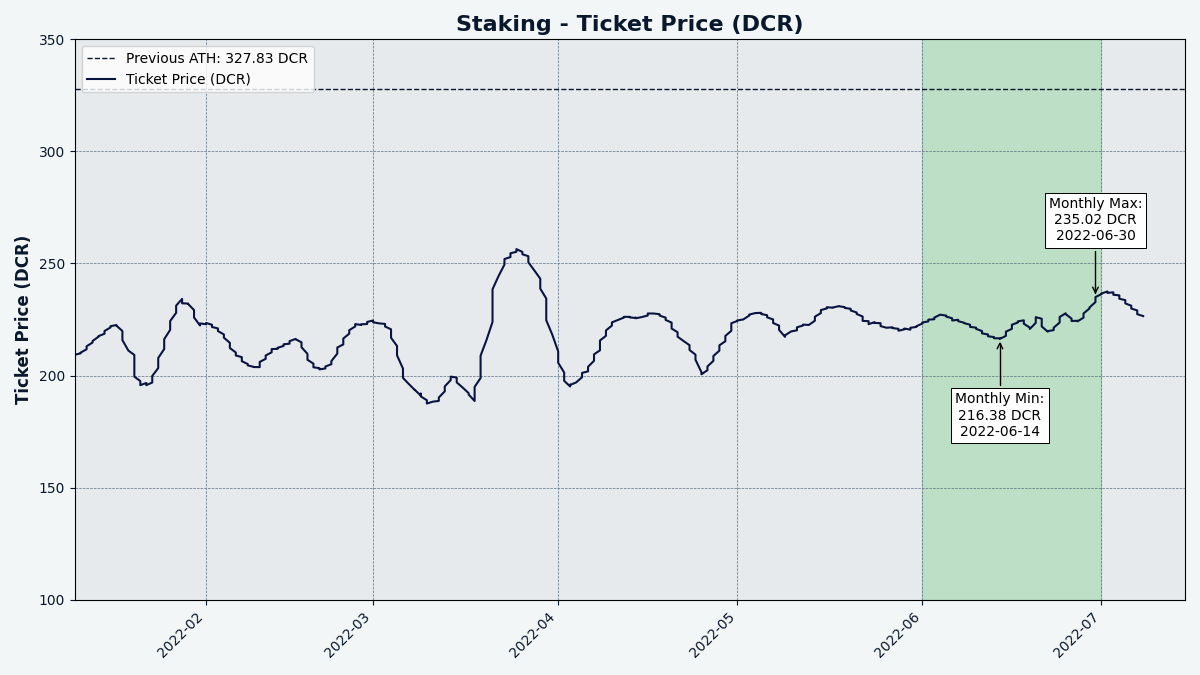 Staking - Ticket Price (DCR)
Previous ATH: 327.83 DCR
Ticket Price (DCR)
Ticket Price (DCR)
350
300
250
200
150
100
Monthly Max:
235.02 DCR
2022-06-30
Monthly Min:
216.38 DCR
2022-06-14
2022-02
2022-03
2022-04
2022-05
2022-06
2022-07